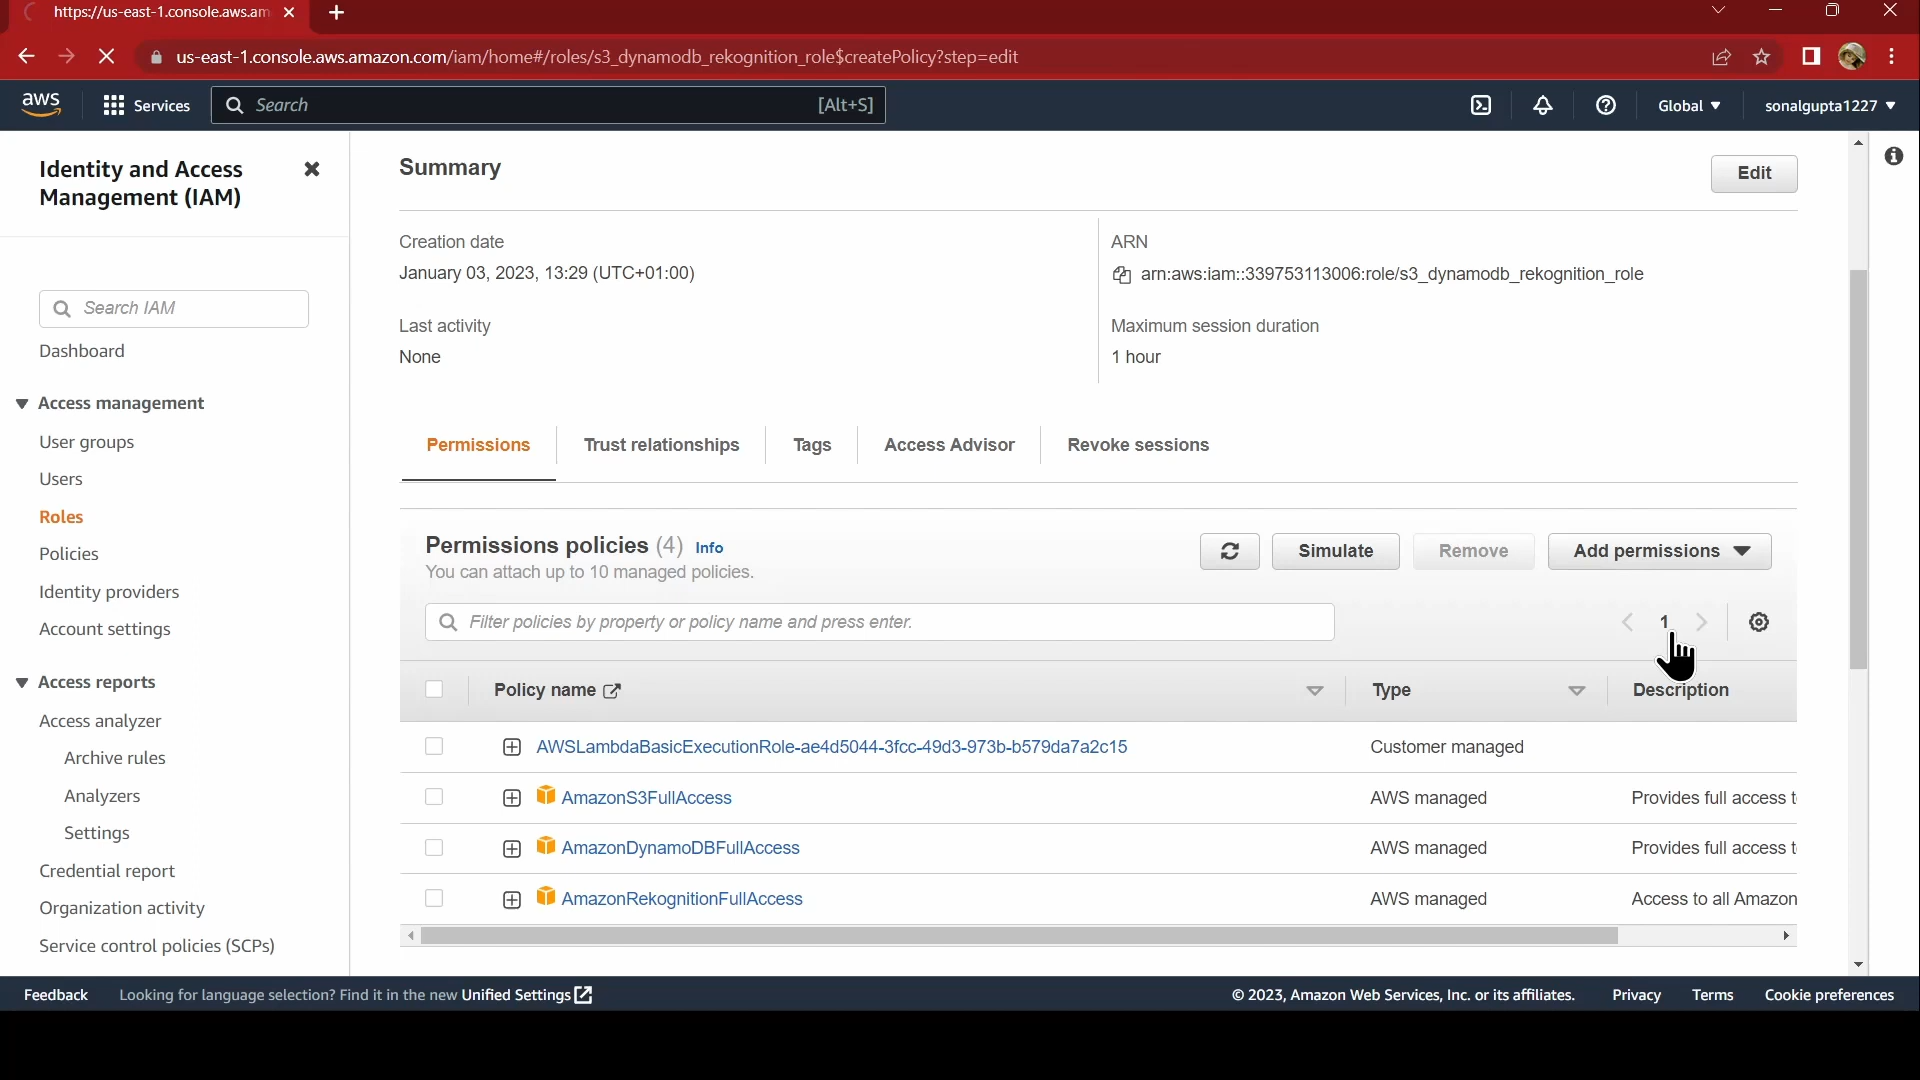 https://us-east-1.console.aws.am
us-east-1.console.aws.amazon.com/iam/home#/roles/s3_dynamodb_rekognition_role$createPolicy?step=edit
aws
Services
Search
[Alt+S]
Global
sonalgupta1227
Identity and Access
Management (IAM)
Search IAM
Dashboard
Access management
User groups
Users
Roles
Policies
Identity providers
Account settings
Access reports
Access analyzer
Archive rules
Analyzers
Settings
Credential report
Organization activity
Service control policies (SCPs)
Summary
Edit
Creation date
January 03, 2023, 13:29 (UTC+01:00)
ARN
arn:aws:iam::339753113006:role/s3_dynamodb_rekognition_role
Last activity
None
Maximum session duration
1 hour
Permissions
Trust relationships
Tags
Access Advisor
Revoke sessions
Permissions policies (4) Info
You can attach up to 10 managed policies.
Simulate
Remove
Add permissions
Filter policies by property or policy name and press enter.
1
Policy name
Type
Description
AWSLambdaBasicExecutionRole-ae4d5044-3fcc-49d3-973b-b579da7a2c15
Customer managed
AmazonS3FullAccess
AWS managed
Provides full access t
AmazonDynamoDBFullAccess
AWS managed
Provides full access t
AmazonRekognitionFullAccess
AWS managed
Access to all Amazon
Feedback
Looking for language selection? Find it in the new Unified Settings
© 2023, Amazon Web Services, Inc. or its affiliates.
Privacy
Terms
Cookie preferences